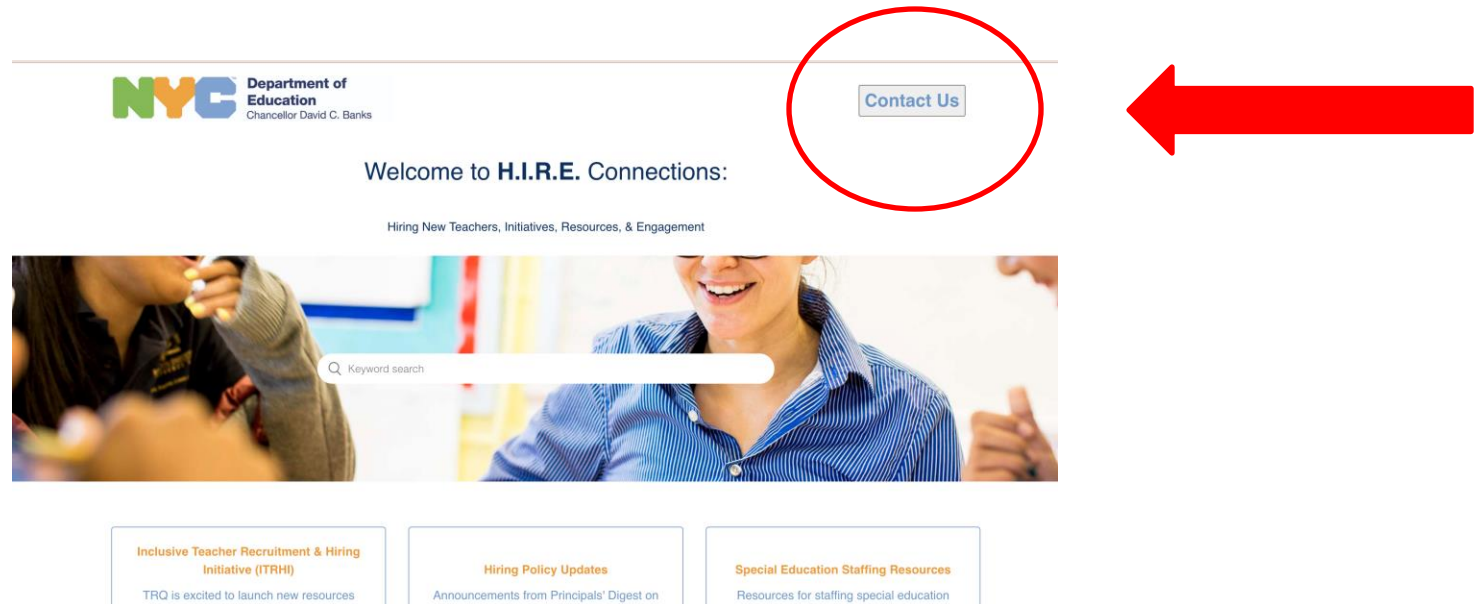 NYC Department of
Education
Chancellor David C. Banks
Contact Us
Welcome to H.I.R.E. Connections:
Hiring New Teachers, Initiatives, Resources, & Engagement
Keyword search
Inclusive Teacher Recruitment & Hiring
Initiative (ITRHI)
TRQ is excited to launch new resources
Hiring Policy Updates
Announcements from Principals' Digest on
Special Education Staffing Resources
Resources for staffing special education